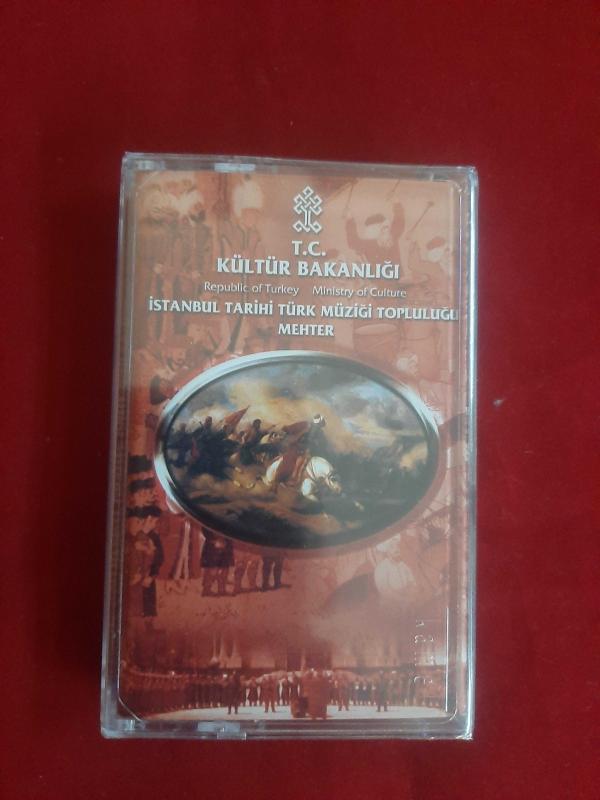 T.C.
KÜLTÜR BAKANLIĞI
Republic of Turkey Ministry of Culture
İSTANBUL TARİHİ TÜRK MÜZİĞİ TOPLULUĞU
MEHTER